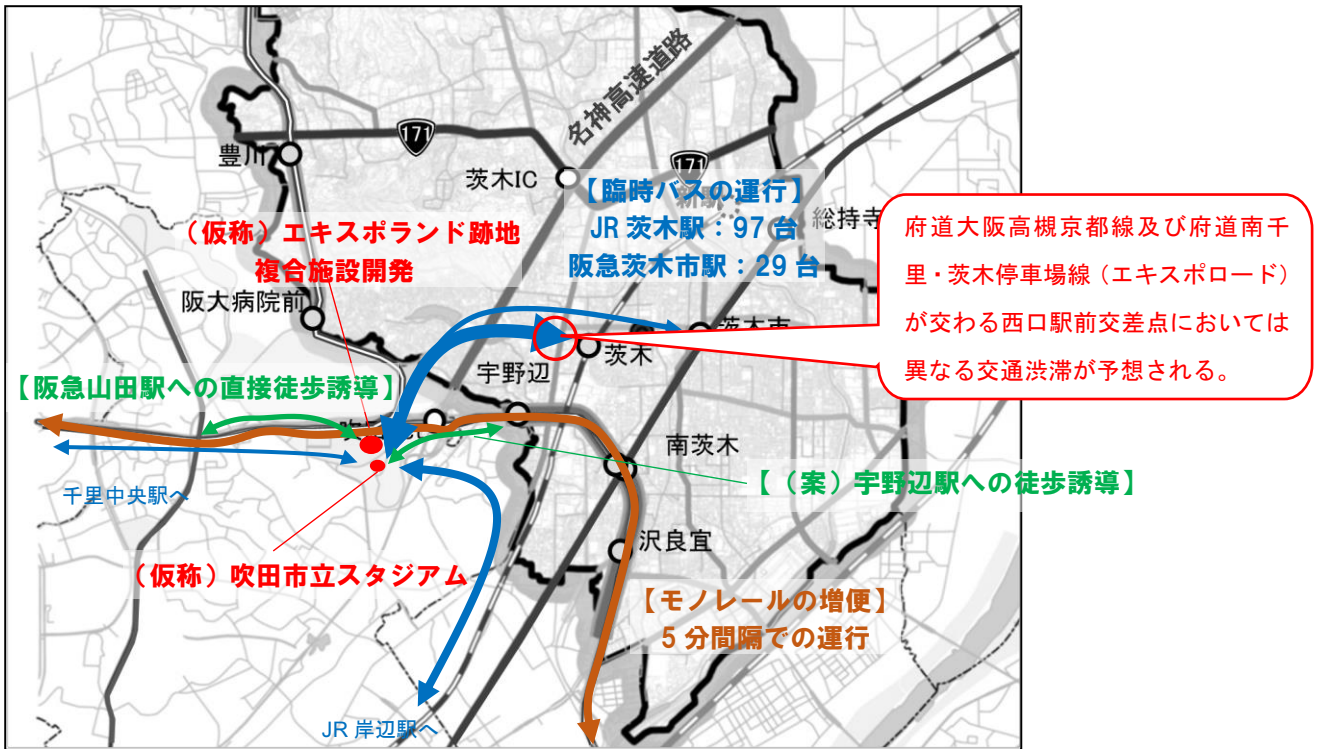 名神高速道路
171
豊川
171
茨木IC
【臨時バスの運行】
JR 茨木駅：97 台
阪急茨木市駅：29 台
総持寺
府道大阪高槻京都線及び府道南千
里・茨木停車場線（エキスポロード）
が交わる西口駅前交差点においては
異なる交通渋滞が予想される。
（仮称）エキスポランド跡地
複合施設開発
阪大病院前
茨木市
茨木
宇野辺
【阪急山田駅への直接徒歩誘導】
南茨木
【（案）宇野辺駅への徒歩誘導】
千里中央駅へ
沢良宜
（仮称）吹田市立スタジアム
【モノレールの増便】
5 分間隔での運行
JR 岸辺駅へ